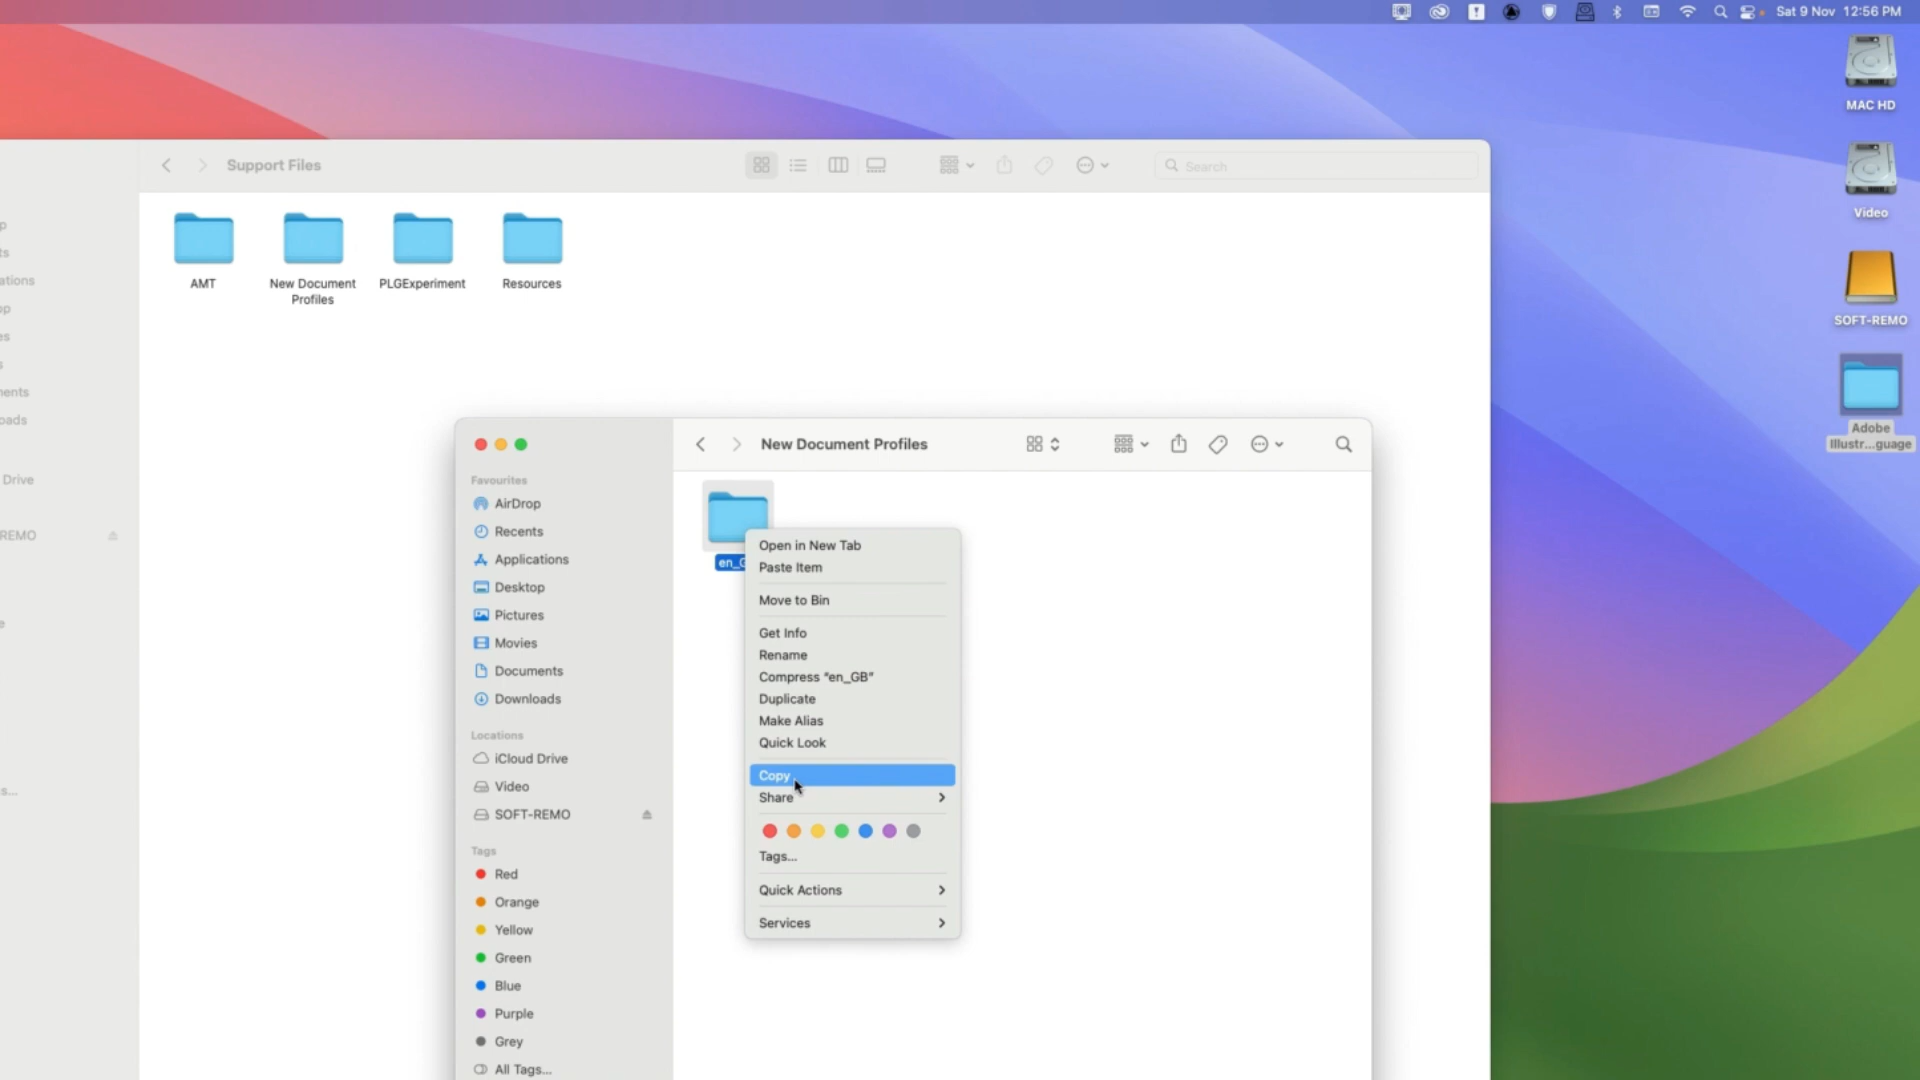 Sat 9 Nov 12:56 PM
MAC HD
Video
SOFT-REMO
Adobe
Illustr...guage
Support Files
Search
AMT
New Document
Profiles
PLGExperiment
Resources
p
ts
ations
op
es
s
nents
oads
Drive
REMO
e
s...
New Document Profiles
Favourites
AirDrop
Recents
Applications
Desktop
Pictures
Movies
Documents
Downloads
Locations
iCloud Drive
Video
SOFT-REMO
Tags
Red
Orange
Yellow
Green
Blue
Purple
Grey
All Tags...
en_G
Open in New Tab
Paste Item
Move to Bin
Get Info
Rename
Compress "en_GB"
Duplicate
Make Alias
Quick Look
Copy
Share
Tags...
Quick Actions
Services